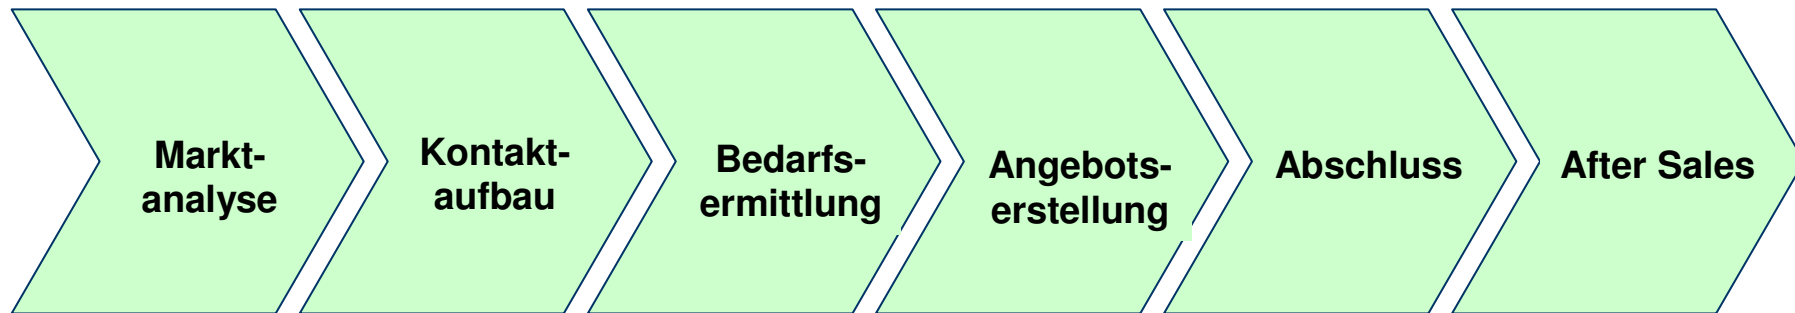 Markt-
analyse
Kontakt-
aufbau
Bedarfs-
ermittlung
Angebots-
erstellung
Abschluss
After Sales